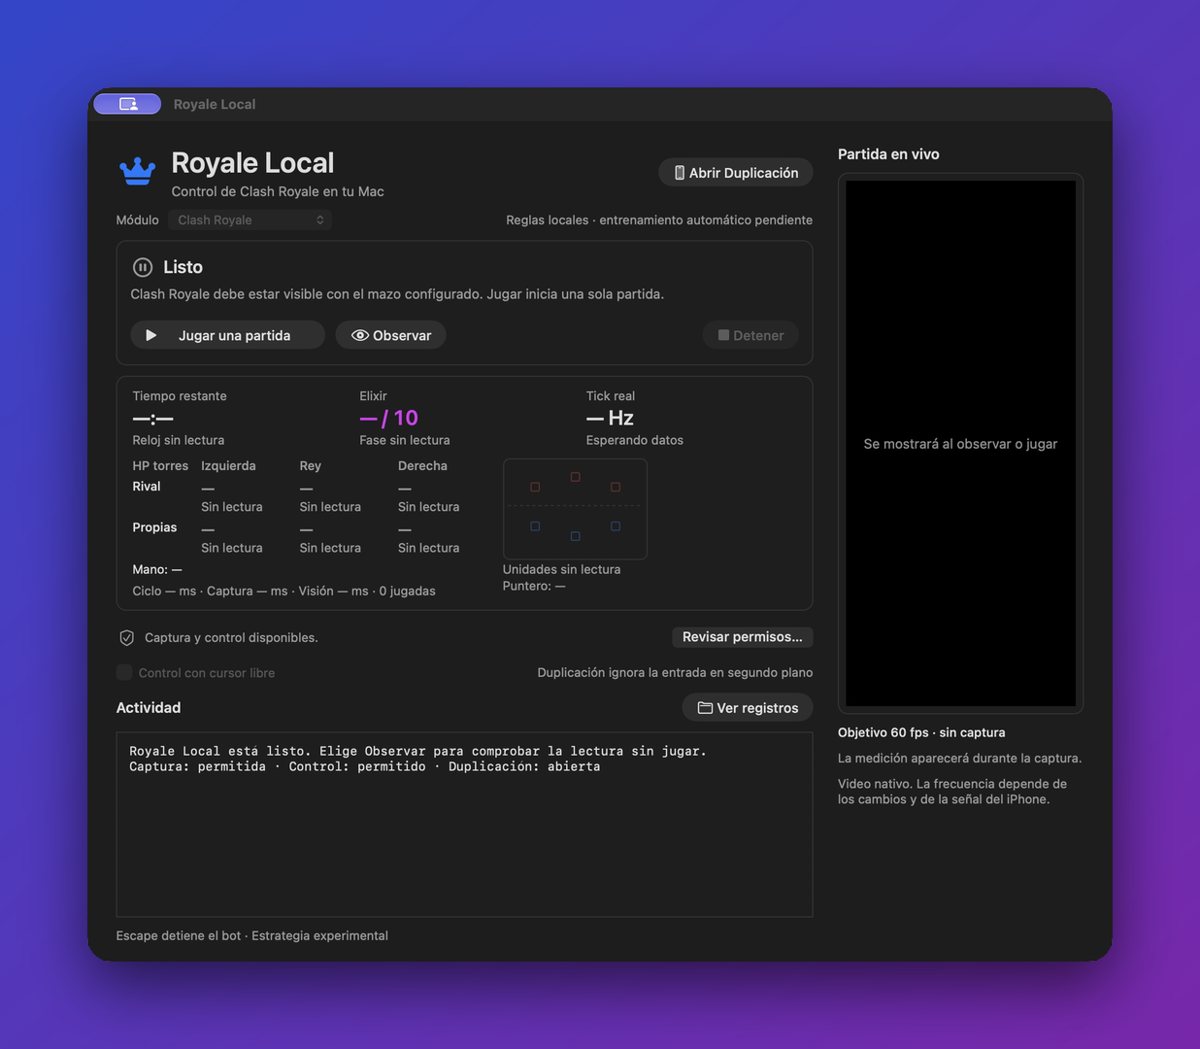 Royale Local
Royale Local
Control de Clash Royale en tu Mac
Abrir Duplicación
Módulo
Clash Royale
Reglas locales · entrenamiento automático pendiente
Listo
Clash Royale debe estar visible con el mazo configurado. Jugar inicia una sola partida.
Jugar una partida
Observar
Detener
Tiempo restante
Elixir
Tick real
—:—
— / 10
— Hz
Reloj sin lectura
Fase sin lectura
Esperando datos
HP torres
Izquierda
Rey
Derecha
Rival
—
—
—
Sin lectura
Sin lectura
Sin lectura
Propias
—
—
—
Sin lectura
Sin lectura
Sin lectura
Mano: —
Ciclo — ms · Captura — ms · Visión — ms · 0 jugadas
Unidades sin lectura
Puntero: —
Captura y control disponibles.
Revisar permisos...
Control con cursor libre
Duplicación ignora la entrada en segundo plano
Actividad
Ver registros
Royale Local está listo. Elige Observar para comprobar la lectura sin jugar.
Captura: permitida · Control: permitido · Duplicación: abierta
Escape detiene el bot · Estrategia experimental
Partida en vivo
Se mostrará al observar o jugar
Objetivo 60 fps · sin captura
La medición aparecerá durante la captura.
Video nativo. La frecuencia depende de
los cambios y de la señal del iPhone.